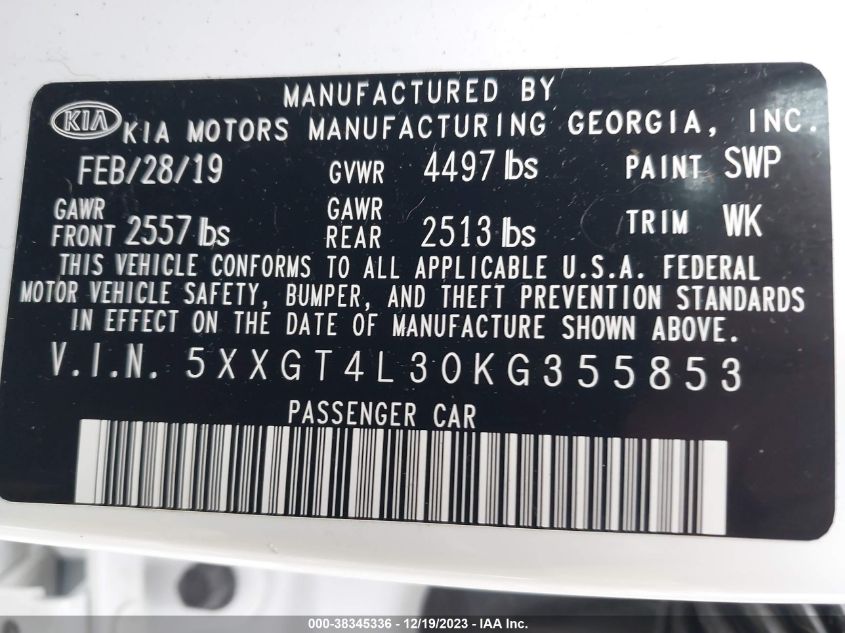 MANUFACTURED BY
KIA KIA MOTORS MANUFACTURING GEORGIA, INC.
FEB/28/19 GVWR 4497 lbs PAINT SWP
GAWR FRONT 2557 lbs GAWR REAR 2513 lbs TRIM WK
THIS VEHICLE CONFORMS TO ALL APPLICABLE U.S.A. FEDERAL
MOTOR VEHICLE SAFETY, BUMPER, AND THEFT PREVENTION STANDARDS
IN EFFECT ON THE DATE OF MANUFACTURE SHOWN ABOVE.
V.I.N. 5XXGT4L30KG355853
PASSENGER CAR
000-38345336 - 12/19/2023 - IAA Inc.